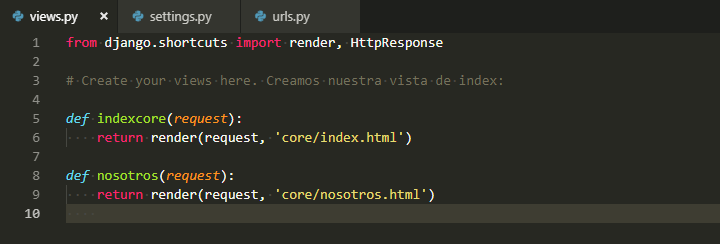 views.py × settings.py urls.py
1 from django.shortcuts import render, HttpResponse
2
3 # Create your views here. Creamos nuestra vista de index:
4
5 def indexcore(request):
6     return render(request, 'core/index.html')
7
8 def nosotros(request):
9     return render(request, 'core/nosotros.html')
10